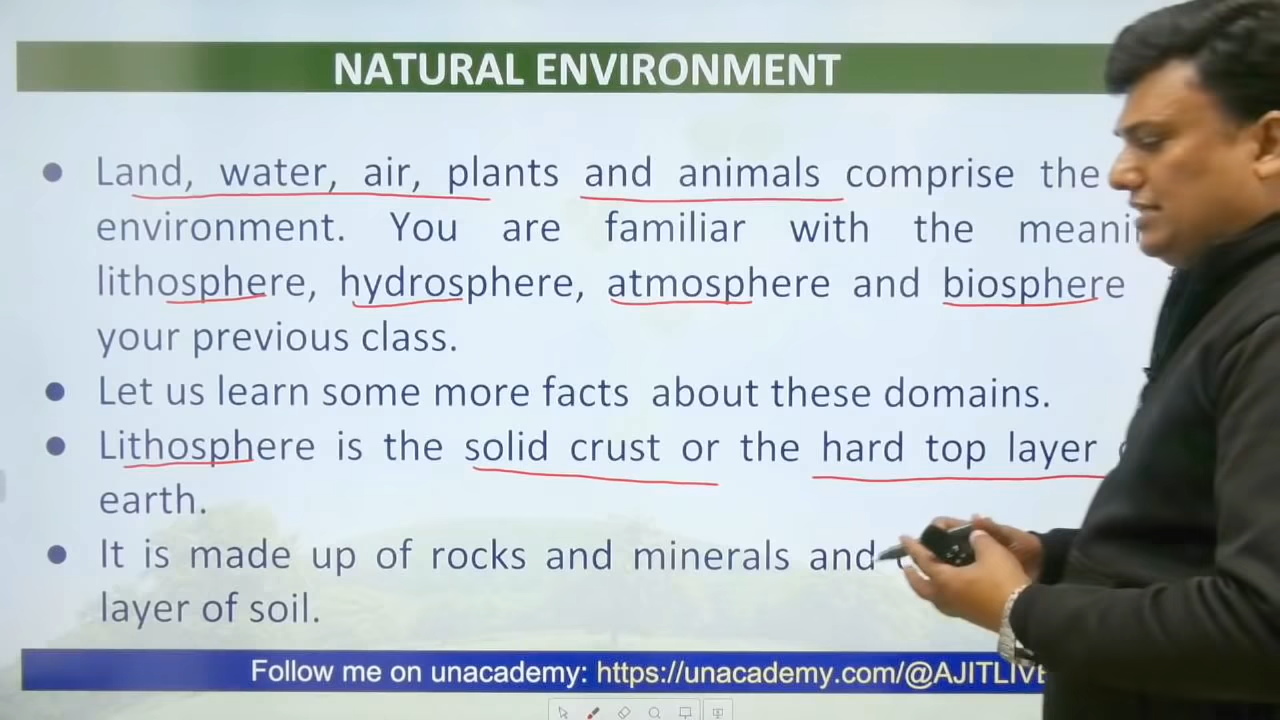 NATURAL ENVIRONMENT
● Land, water, air, plants and animals comprise the
environment. You are familiar with the
lithosphere, hydrosphere, atmosphere and biosphere
your previous class.
● Let us learn some more facts about these domains.
● Lithosphere is the solid crust or the hard top layer
earth.
● It is made up of rocks and minerals and
layer of soil.
Follow me on unacademy: https://unacademy.com/@AJITLIVE